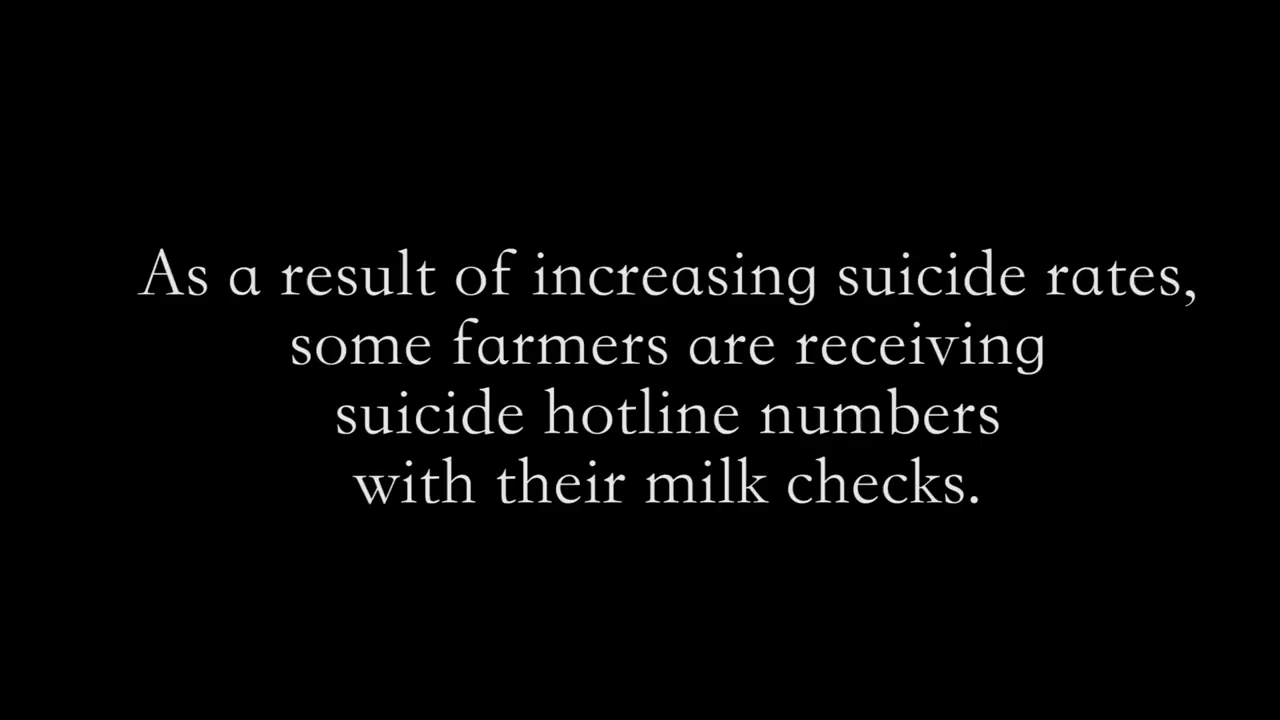 As a result of increasing suicide rates,
some farmers are receiving
suicide hotline numbers
with their milk checks.